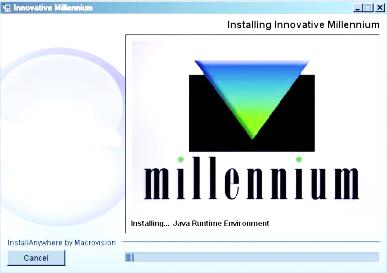 Innovative Millennium
Installing Innovative Millennium
millennium
Installing... Java Runtime Environment
InstallAnywhere by Macrovision
Cancel